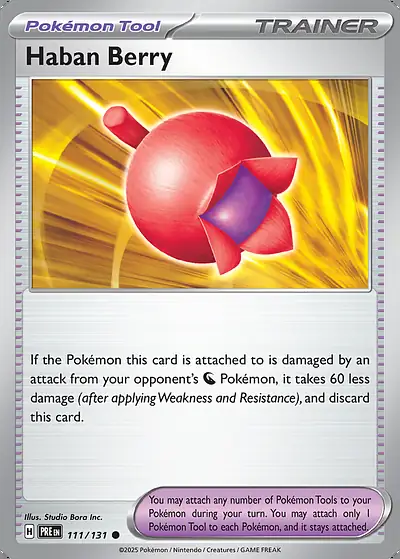 Pokémon Tool
TRAINER
Haban Berry
If the Pokémon this card is attached to is damaged by an
attack from your opponent's Pokémon, it takes 60 less
damage (after applying Weakness and Resistance), and discard
this card.
Illus. Studio Bora Inc.
H PRE EN 111/131
You may attach any number of Pokémon Tools to your
Pokémon during your turn. You may attach only 1
Pokémon Tool to each Pokémon, and it stays attached.
©2025 Pokémon / Nintendo / Creatures / GAME FREAK